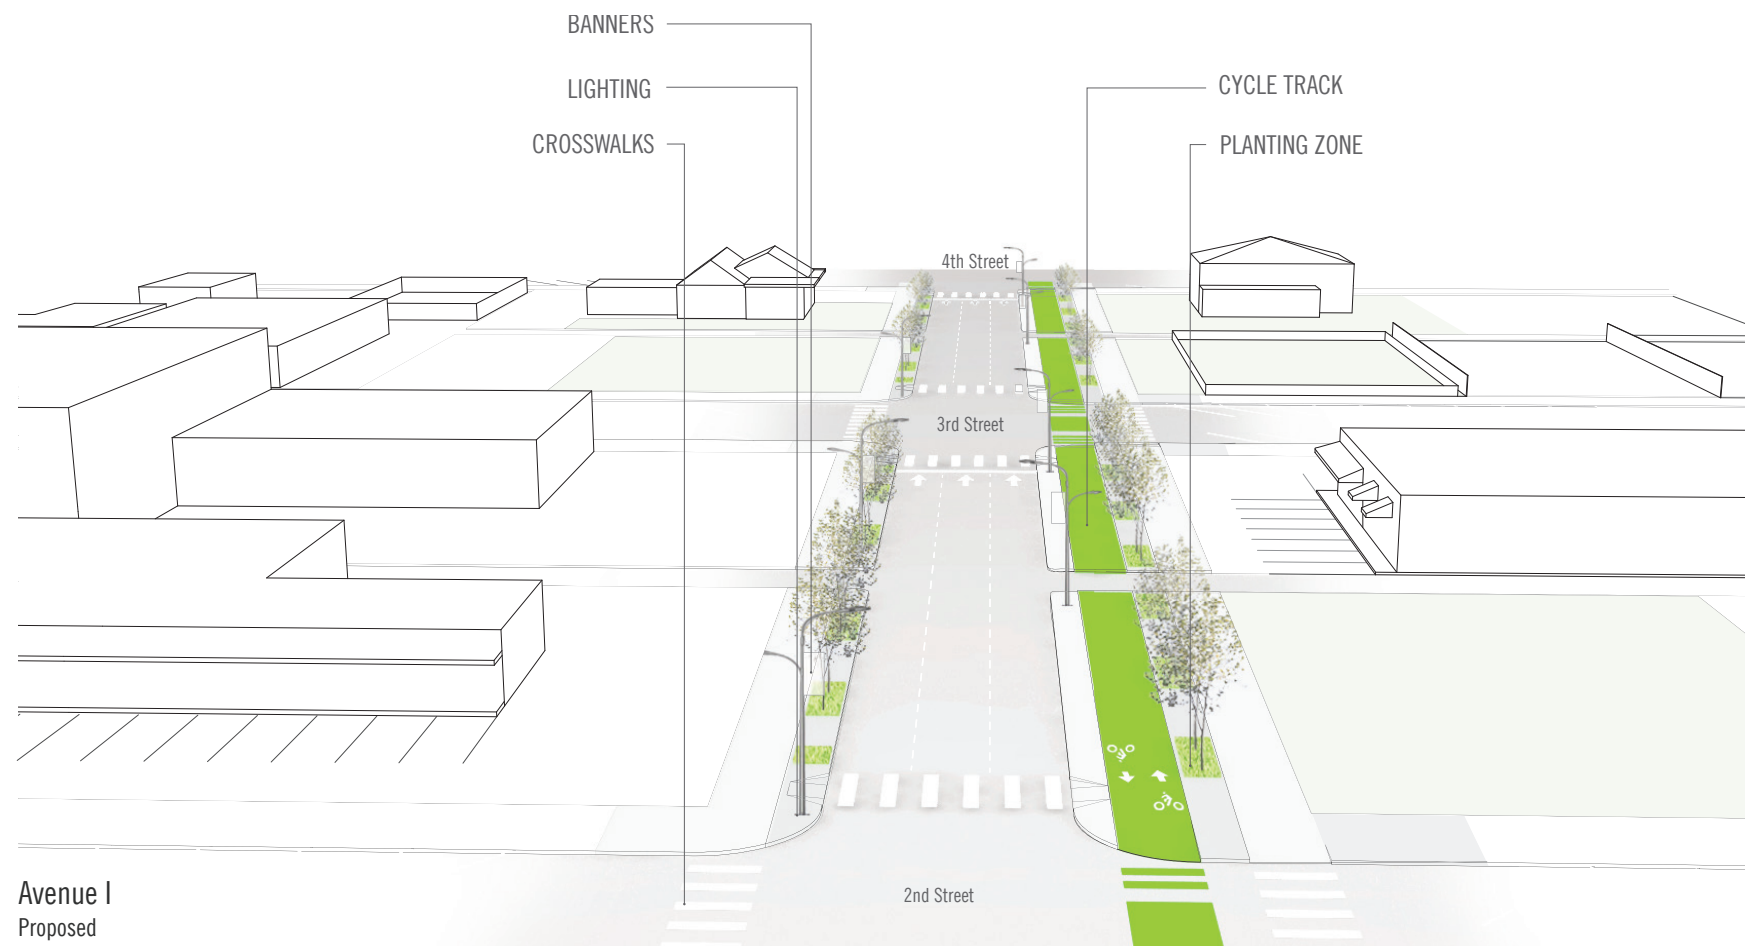 BANNERS
LIGHTING
CROSSWALKS
CYCLE TRACK
PLANTING ZONE
4th Street
3rd Street
2nd Street
Avenue I
Proposed